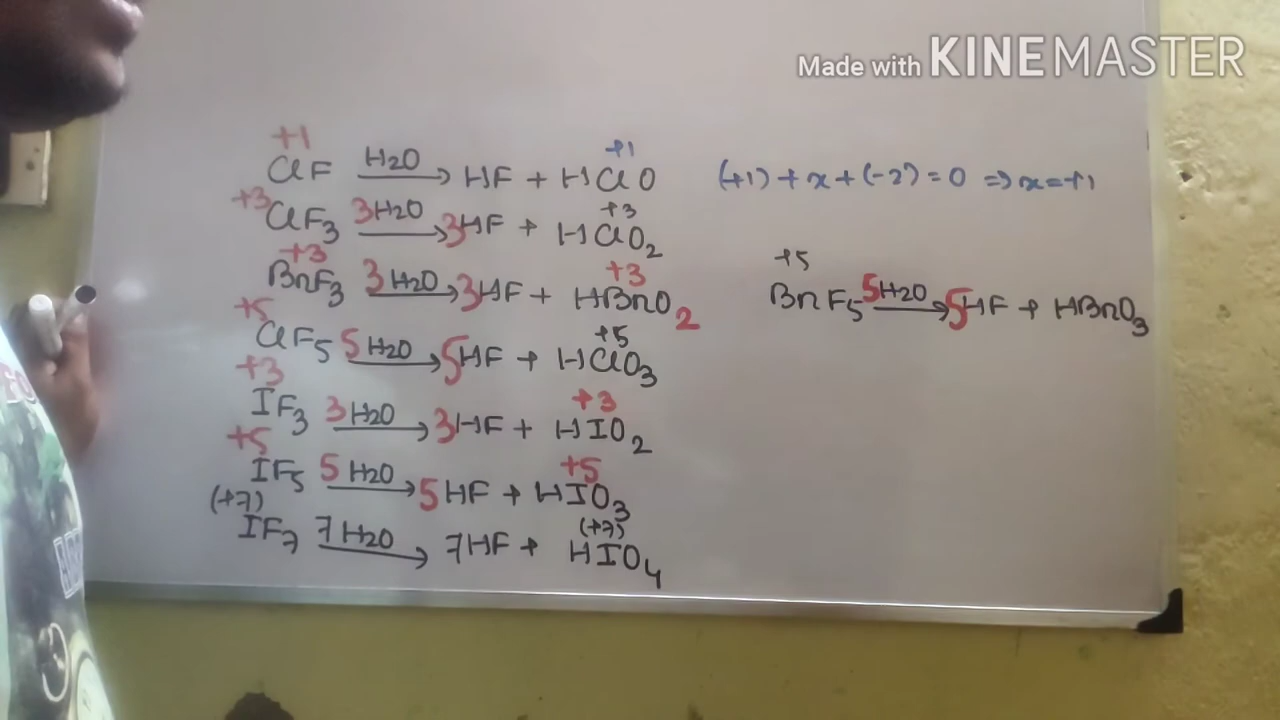 Made with KINEMASTER
+1 +1
ClF H2O → HF + HClO (+1) + x + (-2) = 0 ⇒ x = +1
+3 +3
ClF3 3H2O → 3HF + HClO2
+3 +3
BrF3 3H2O → 3HF + HBrO2
+5
BrF5 5H2O → 5HF + HBrO3
+5 +5
ClF5 5H2O → 5HF + HClO3
+3 +3
IF3 3H2O → 3HF + HIO2
+5 +5
IF5 5H2O → 5HF + HIO3
(+7) (+7)
IF7 7H2O → 7HF + HIO4